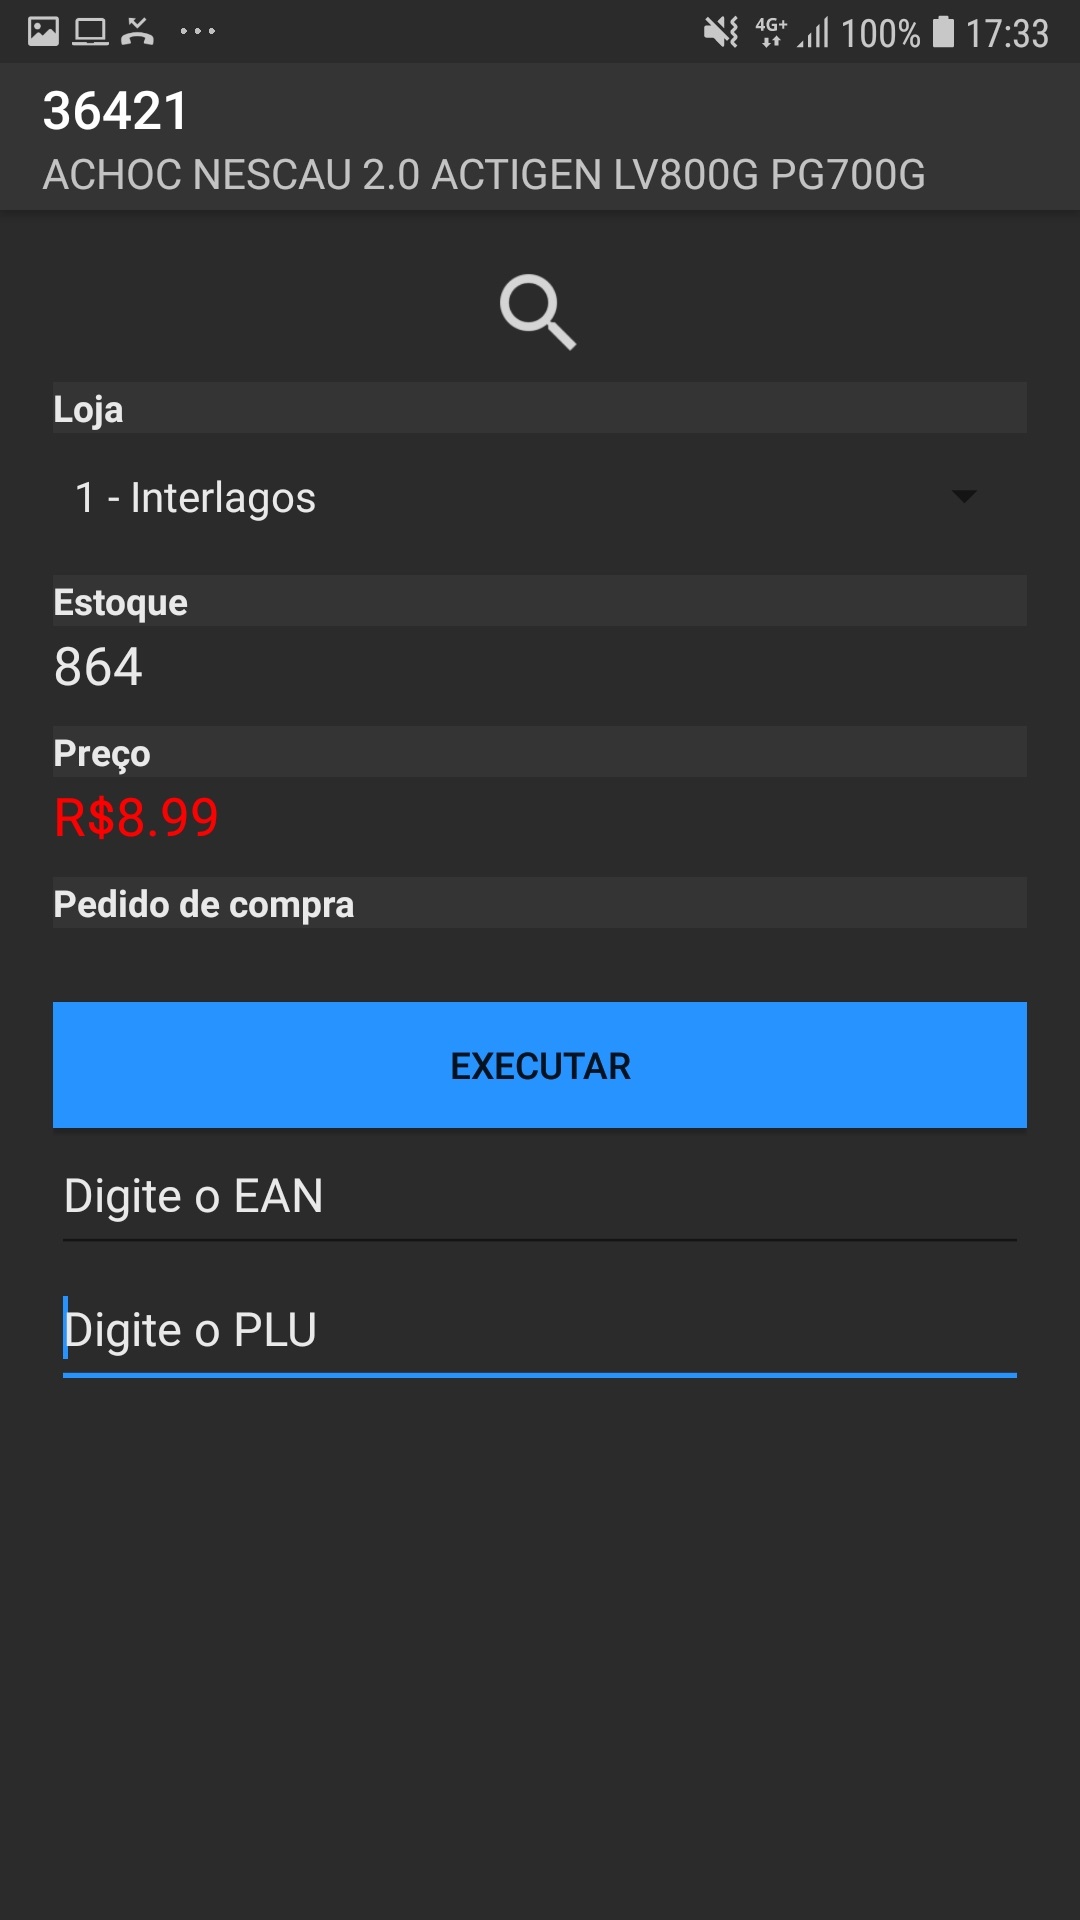 4G+ 100% 17:33
36421
ACHOC NESCAU 2.0 ACTIGEN LV800G PG700G
Loja
1 - Interlagos
Estoque
864
Preço
R$8.99
Pedido de compra
EXECUTAR
Digite o EAN
Digite o PLU